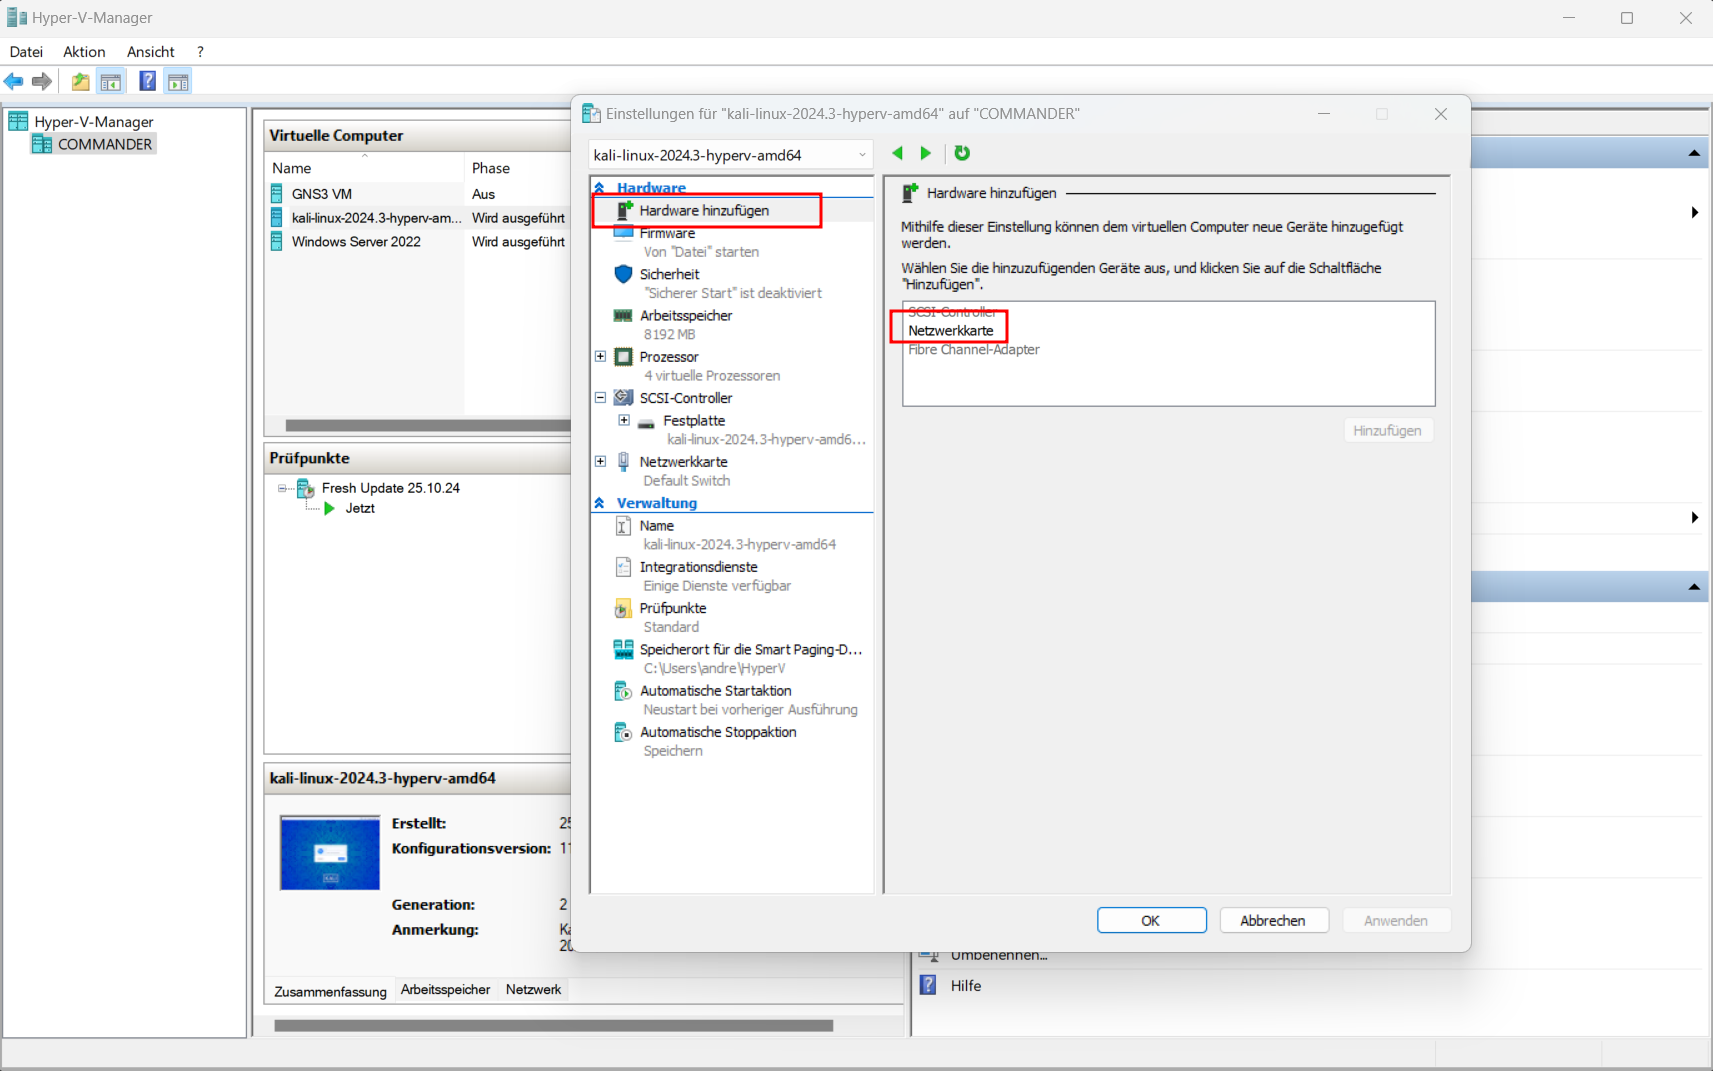 Hyper-V-Manager
Datei Aktion Ansicht ?
Hyper-V-Manager
COMMANDER
Virtuelle Computer
Name Phase
GNS3 VM Aus
kali-linux-2024.3-hyperv-am... Wird ausgeführt
Windows Server 2022 Wird ausgeführt
Prüfpunkte
Fresh Update 25.10.24
Jetzt
kali-linux-2024.3-hyperv-amd64
Erstellt:
Konfigurationsversion:
Generation: 2
Anmerkung:
Zusammenfassung Arbeitsspeicher Netzwerk
Einstellungen für "kali-linux-2024.3-hyperv-amd64" auf "COMMANDER"
kali-linux-2024.3-hyperv-amd64
Hardware
Hardware hinzufügen
Firmware
Von "Datei" starten
Sicherheit
"Sicherer Start" ist deaktiviert
Arbeitsspeicher
8192 MB
Prozessor
4 virtuelle Prozessoren
SCSI-Controller
Festplatte
kali-linux-2024.3-hyperv-amd6...
Netzwerkkarte
Default Switch
Verwaltung
Name
kali-linux-2024.3-hyperv-amd64
Integrationsdienste
Einige Dienste verfügbar
Prüfpunkte
Standard
Speicherort für die Smart Paging-D...
C:\Users\andre\HyperV
Automatische Startaktion
Neustart bei vorheriger Ausführung
Automatische Stoppaktion
Speichern
Hardware hinzufügen
Mithilfe dieser Einstellung können dem virtuellen Computer neue Geräte hinzugefügt
werden.
Wählen Sie die hinzuzufügenden Geräte aus, und klicken Sie auf die Schaltfläche
"Hinzufügen".
SCSI-Controller
Netzwerkkarte
Fibre Channel-Adapter
Hinzufügen
OK Abbrechen Anwenden
Umbenennen...
Hilfe